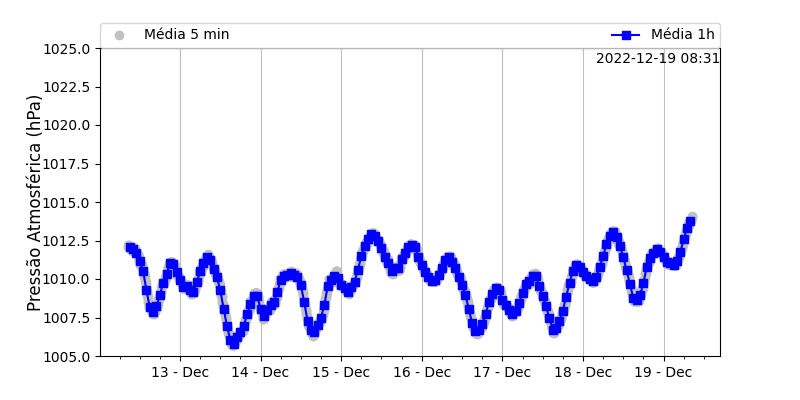 Média 5 min
Média 1h
2022-12-19 08:31
Pressão Atmosférica (hPa)
1025.0
1022.5
1020.0
1017.5
1015.0
1012.5
1010.0
1007.5
1005.0
13 - Dec
14 - Dec
15 - Dec
16 - Dec
17 - Dec
18 - Dec
19 - Dec